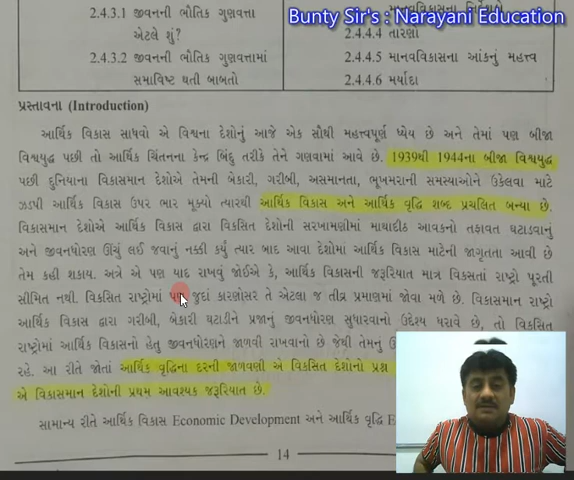 Bunty Sir's : Narayani Education
2.4.3.1 જીવનની ભૌતિક ગુણવત્તા
એટલે શું?
2.4.3.2 જીવનની ભૌતિક ગુણવત્તામાં
સમાવિષ્ટ થતી બાબતો
2.4.4.4 તારણો
2.4.4.5 માનવવિકાસના આંકનું મહત્ત્વ
2.4.4.6 મર્યાદા
પ્રસ્તાવના (Introduction)
આર્થિક વિકાસ સાધવો એ વિશ્વના દેશોનું આજે એક સૌથી મહત્ત્વપૂર્ણ ધ્યેય છે અને તેમાં પણ બીજા
વિશ્વયુદ્ધ પછી તો આર્થિક ચિંતનના કેન્દ્ર બિંદુ તરીકે તેને ગણવામાં આવે છે. 1939થી 1944ના બીજા વિશ્વયુદ્ધ
પછી દુનિયાના વિકાસમાન દેશોએ તેમની બેકારી, ગરીબી, અસમાનતા, ભૂખમરાની સમસ્યાઓને ઉકેલવા માટે
ઝડપી આર્થિક વિકાસ ઉપર ભાર મૂક્યો ત્યારથી આર્થિક વિકાસ અને આર્થિક વૃદ્ધિ શબ્દ પ્રચલિત બન્યા છે.
વિકાસમાન દેશોએ આર્થિક વિકાસ દ્વારા વિકસિત દેશોની સરખામણીમાં માથાદીઠ આવકનો તફાવત ઘટાડવાનું
અને જીવનધોરણ ઊંચું લઈ જવાનું નક્કી કર્યું ત્યાર બાદ આવા દેશોમાં આર્થિક વિકાસ માટેની જાગૃતતા આવી છે
તેમ કહી શકાય. અત્રે એ પણ યાદ રાખવું જોઈએ કે, આર્થિક વિકાસની જરૂરિયાત માત્ર વિકસતાં રાષ્ટ્રો પૂરતી
સીમિત નથી. વિકસિત રાષ્ટ્રોમાં પણ જુદાં કારણોસર તે એટલા જ તીવ્ર પ્રમાણમાં જોવા મળે છે. વિકાસમાન રાષ્ટ્રો
આર્થિક વિકાસ દ્વારા ગરીબી, બેકારી ઘટાડીને પ્રજાનું જીવનધોરણ સુધારવાનો ઉદ્દેશ્ય ધરાવે છે, તો વિકસિત
રાષ્ટ્રોમાં આર્થિક વિકાસનો હેતુ જીવનધોરણને જાળવી રાખવાનો છે જેથી તેમનું
રહે. આ રીતે જોતાં આર્થિક વૃદ્ધિના દરની જાળવણી એ વિકસિત દેશોનો પ્રશ્ન
એ વિકાસમાન દેશોની પ્રથમ આવશ્યક જરૂરિયાત છે.
સામાન્ય રીતે આર્થિક વિકાસ Economic Development અને આર્થિક વૃદ્ધિ E
14